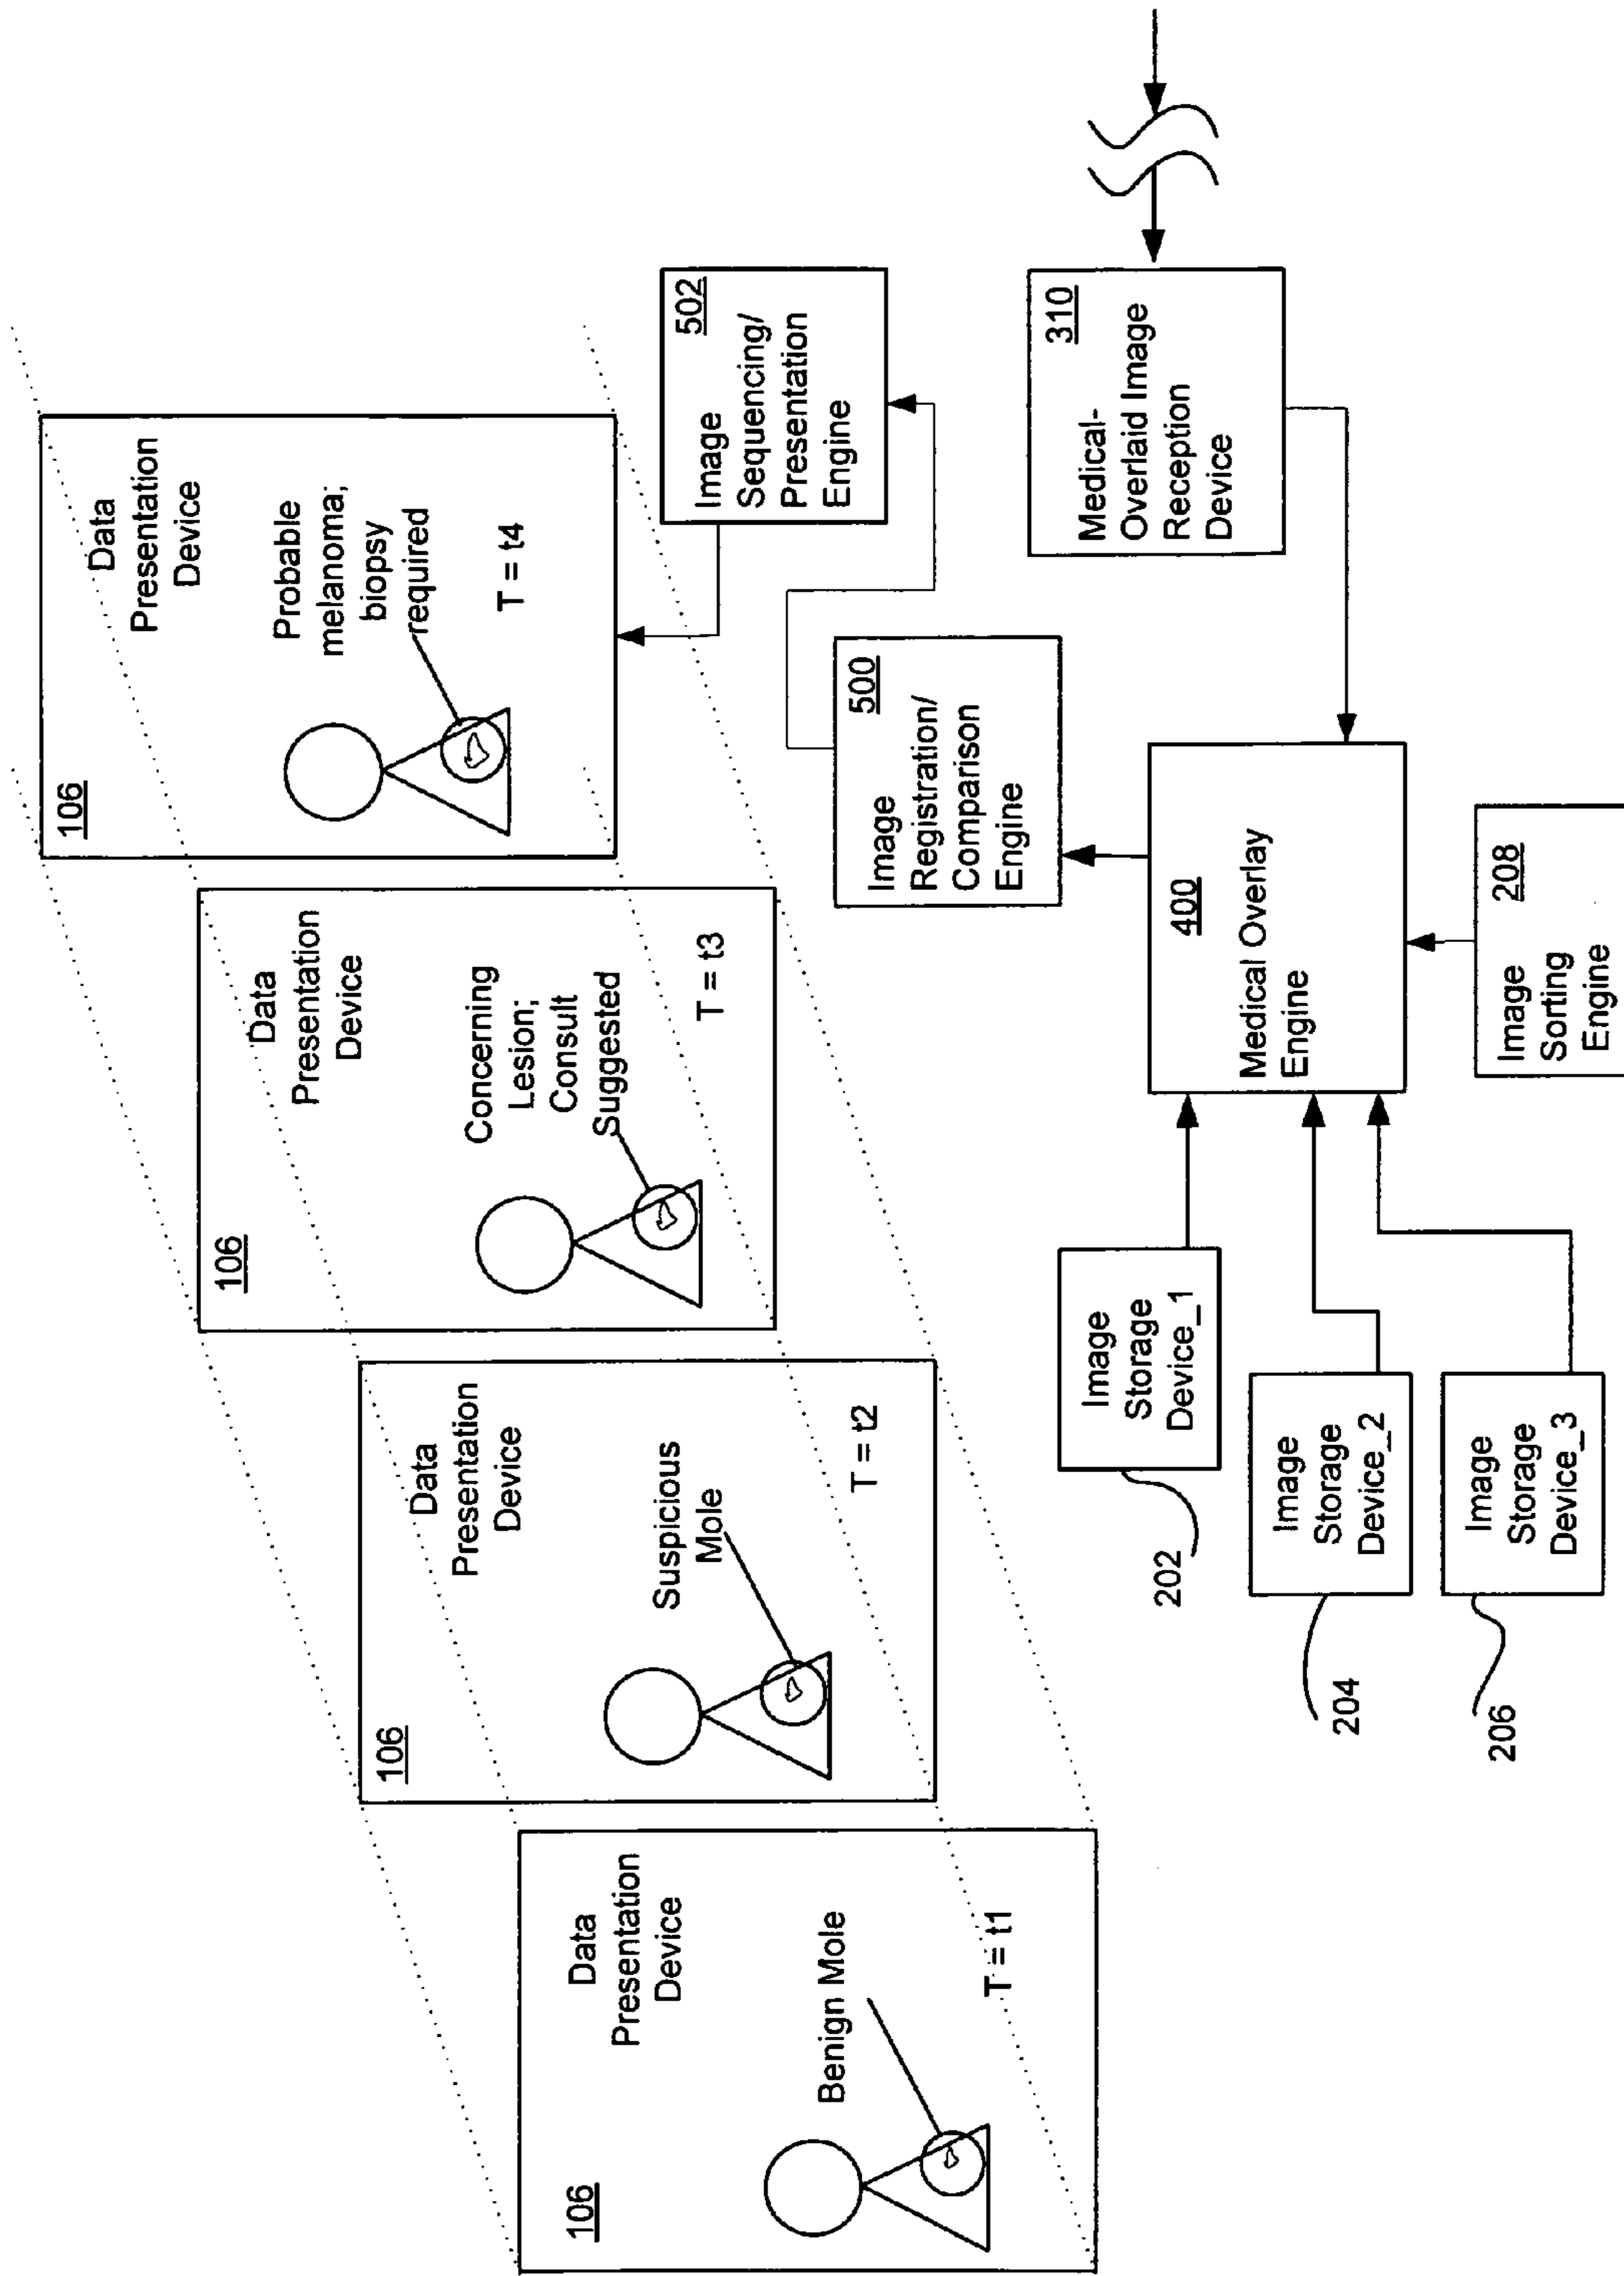 106
Data
Presentation
Device
Benign Mole
T = t1
106
Data
Presentation
Device
Suspicious
Mole
T = t2
106
Data
Presentation
Device
Concerning
Lesion;
Consult
Suggested
T = t3
106
Data
Presentation
Device
Probable
melanoma;
biopsy
required
T = t4
502
Image
Sequencing/
Presentation
Engine
500
Image
Registration/
Comparison
Engine
310
Medical-
Overlaid Image
Reception
Device
400
Medical Overlay
Engine
208
Image
Sorting
Engine
Image
Storage
Device_1
202
Image
Storage
Device_2
204
Image
Storage
Device_3
206